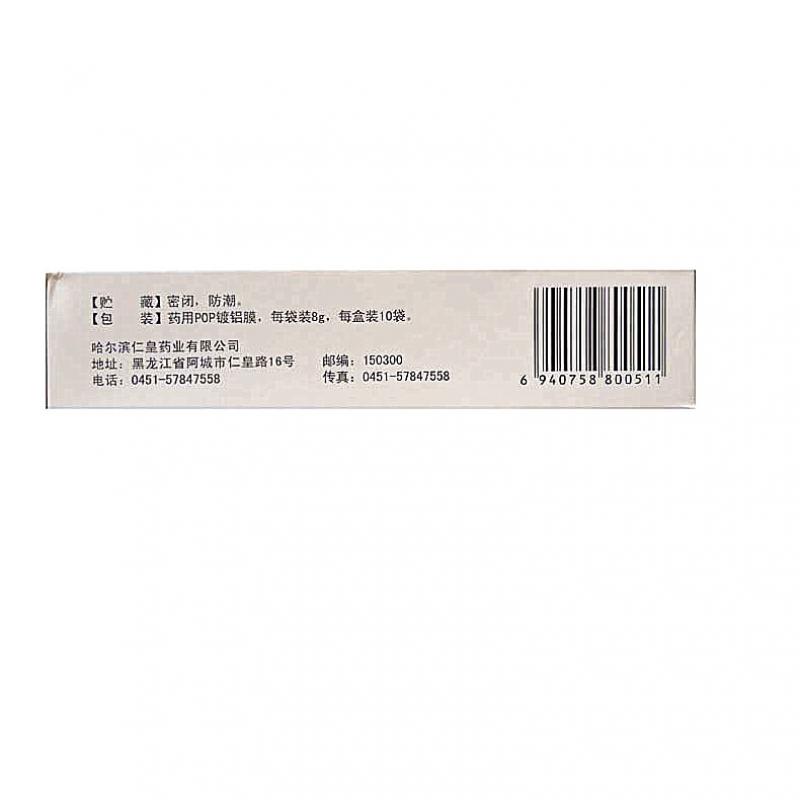 【贮　　藏】密闭，防潮。
【包　　装】药用POP镀铝膜，每袋装8g，每盒装10袋。
哈尔滨仁皇药业有限公司
地址：黑龙江省阿城市仁皇路16号　　邮编：150300
电话：0451-57847558　　传真：0451-57847558
6 940758 800511